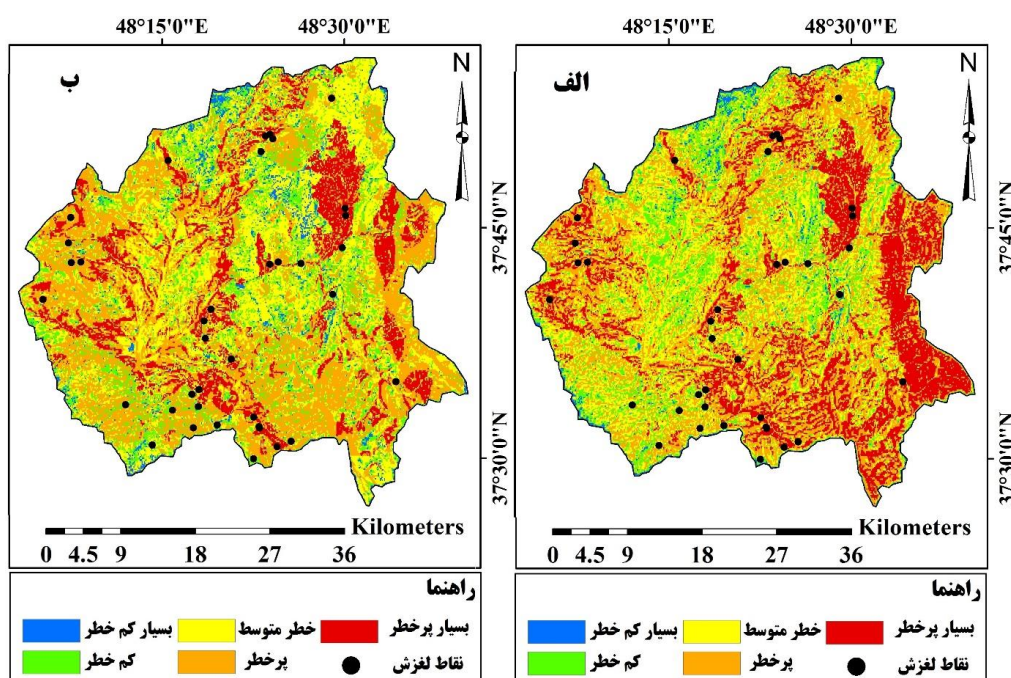 48°15'0"E 48°30'0"E
ب
N
37°45'0"N
37°30'0"N
Kilometers
0 4.5 9 18 27 36
راهنما
بسیار پرخطر خطر متوسط بسیار کم خطر
نقاط لغزش پرخطر کم خطر
48°15'0"E 48°30'0"E
الف
N
37°45'0"N
37°30'0"N
Kilometers
0 4.5 9 18 27 36
راهنما
بسیار پرخطر خطر متوسط بسیار کم خطر
نقاط لغزش پرخطر کم خطر